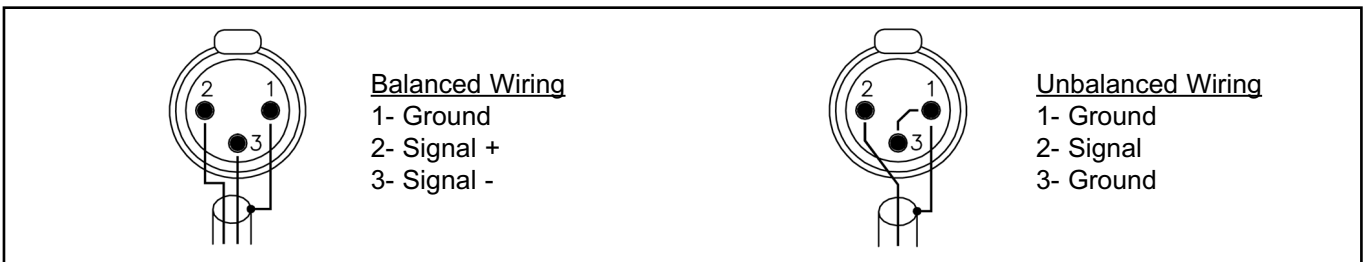 2 1
3
Balanced Wiring
1- Ground
2- Signal +
3- Signal -
2 1
3
Unbalanced Wiring
1- Ground
2- Signal
3- Ground